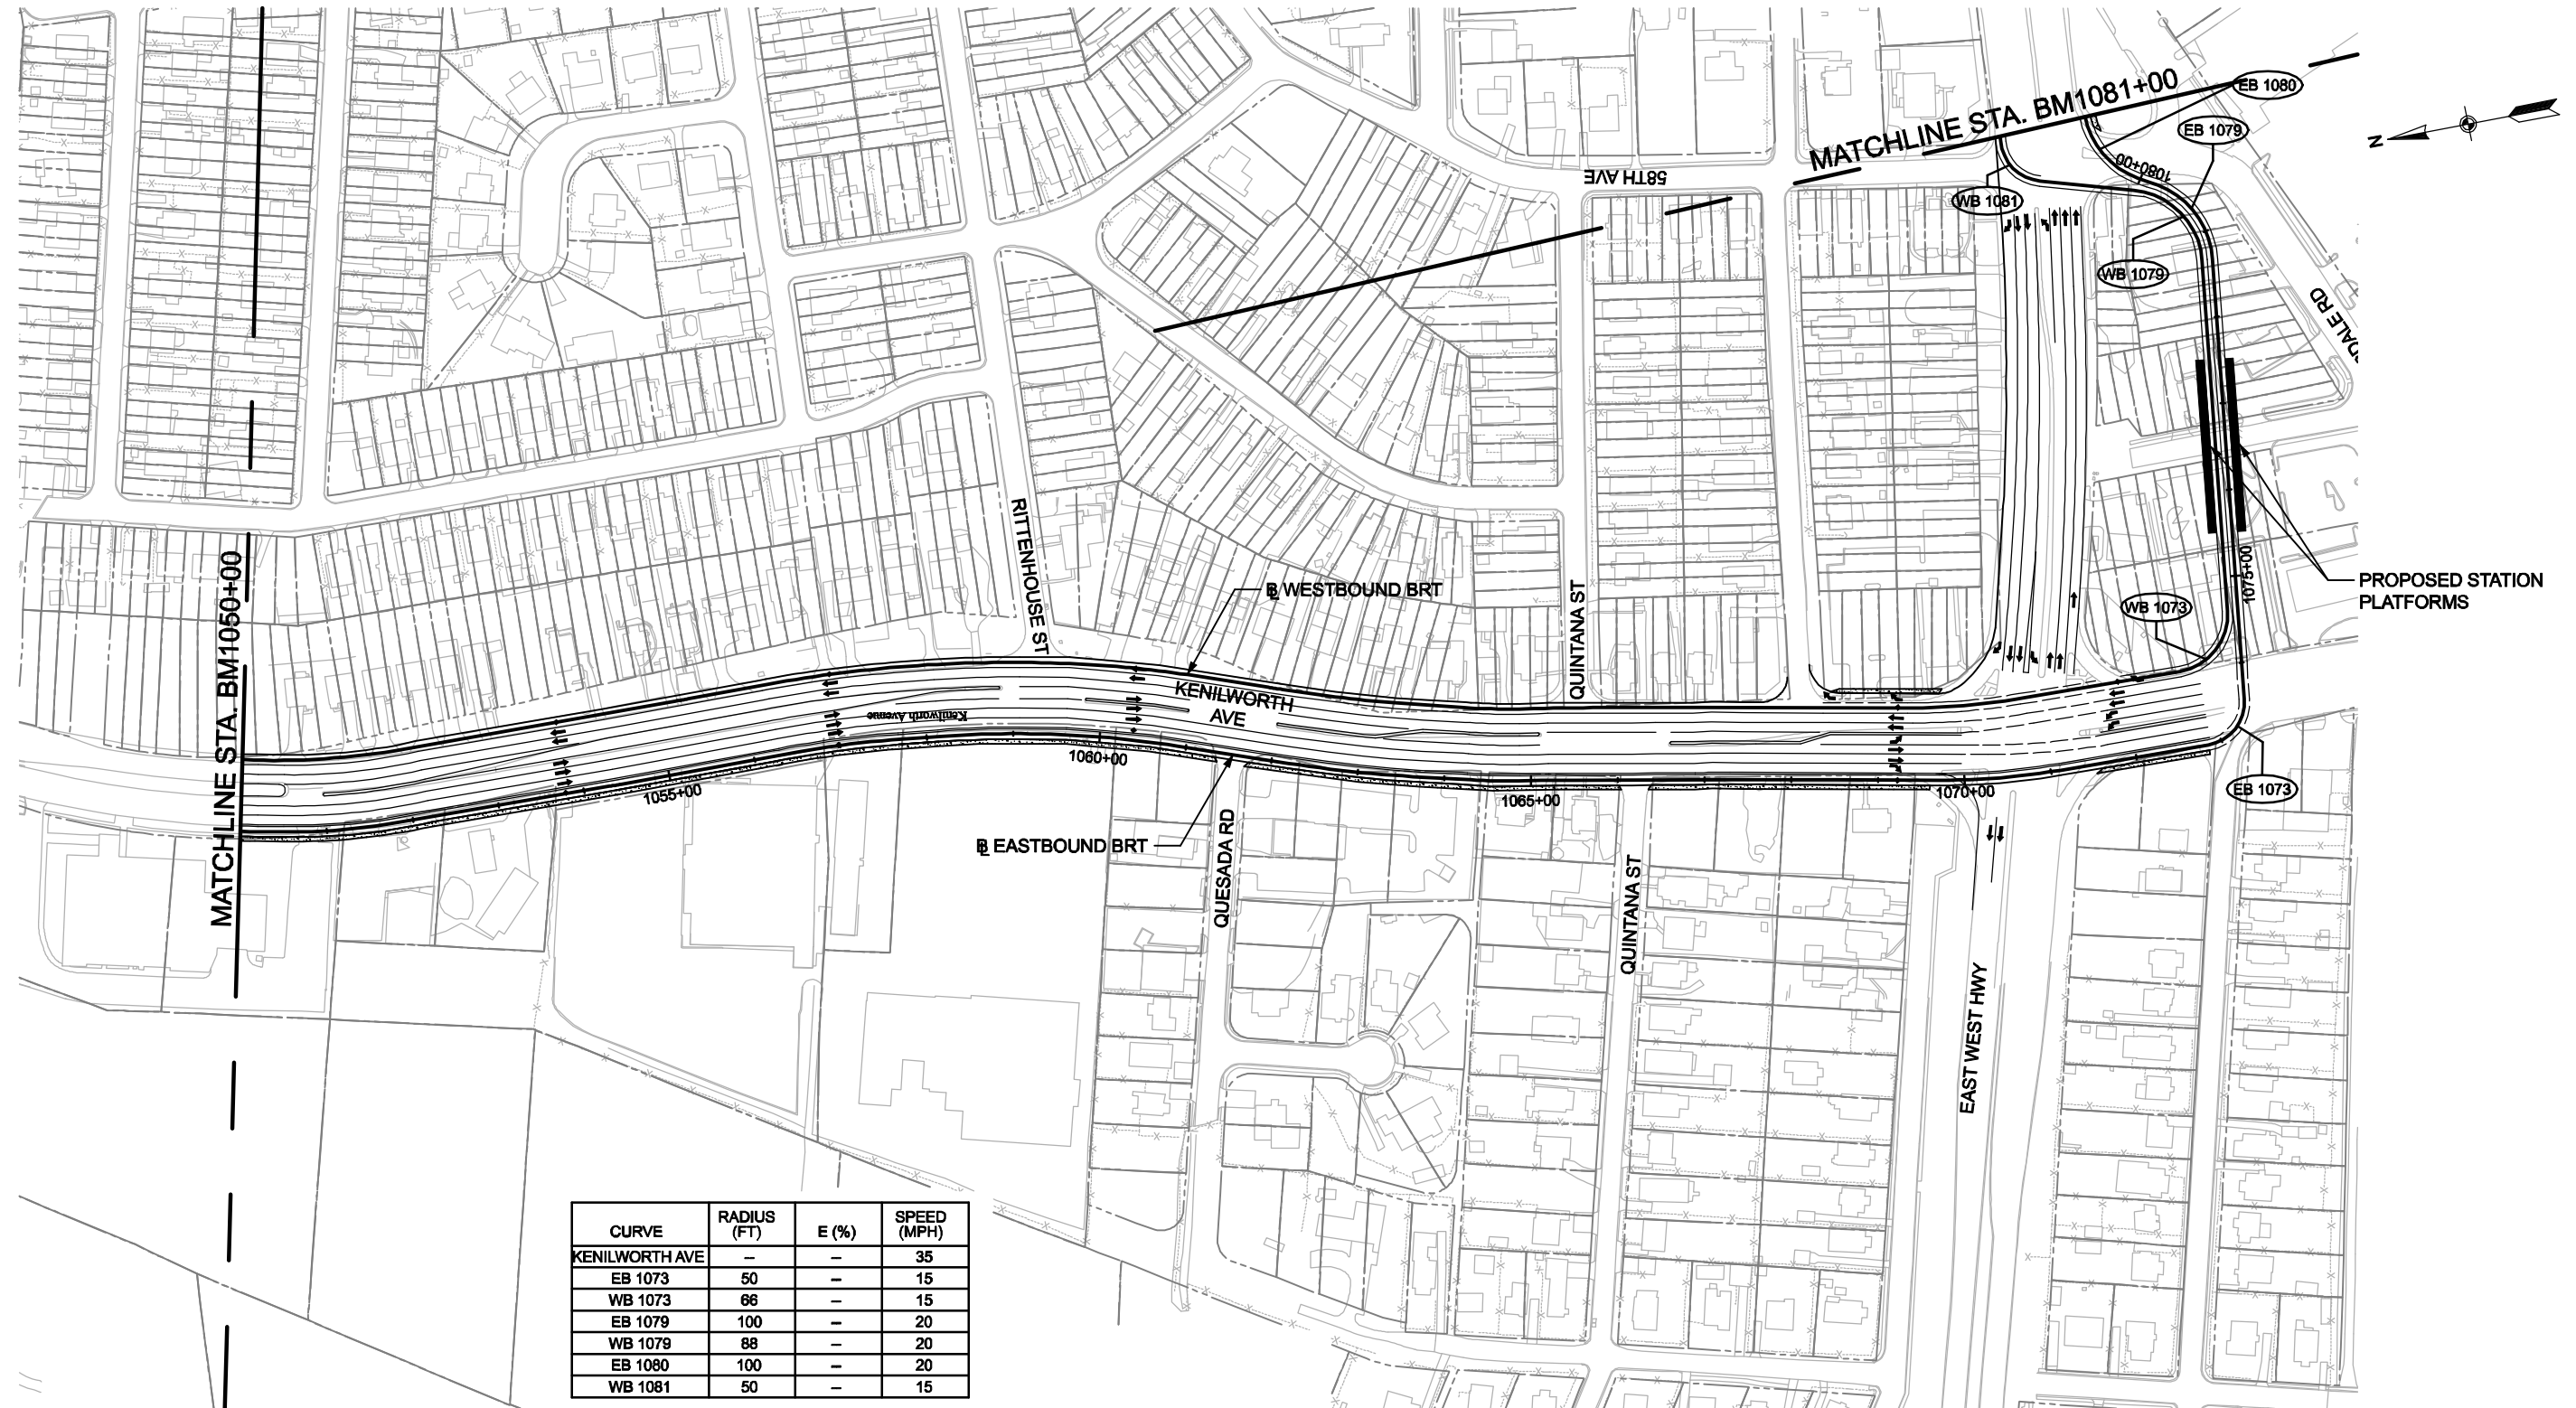 MATCHLINE STA. BM1081+00
EB 1080
EB 1079
1080+00
N
58TH AVE
WB 1081
WB 1079
DALE RD
MATCHLINE STA. BM1050+00
RITTENHOUSE ST
BL WESTBOUND BRT
QUINTANA ST
WB 1073
1075+00
PROPOSED STATION
PLATFORMS
KENILWORTH
AVE
Kenilworth Avenue
1055+00
1060+00
1065+00
1070+00
EB 1073
BL EASTBOUND BRT
QUESADA RD
QUINTANA ST
EAST WEST HWY
CURVE RADIUS (FT) E (%) SPEED (MPH)
KENILWORTH AVE – – 35
EB 1073 50 – 15
WB 1073 66 – 15
EB 1079 100 – 20
WB 1079 88 – 20
EB 1080 100 – 20
WB 1081 50 – 15